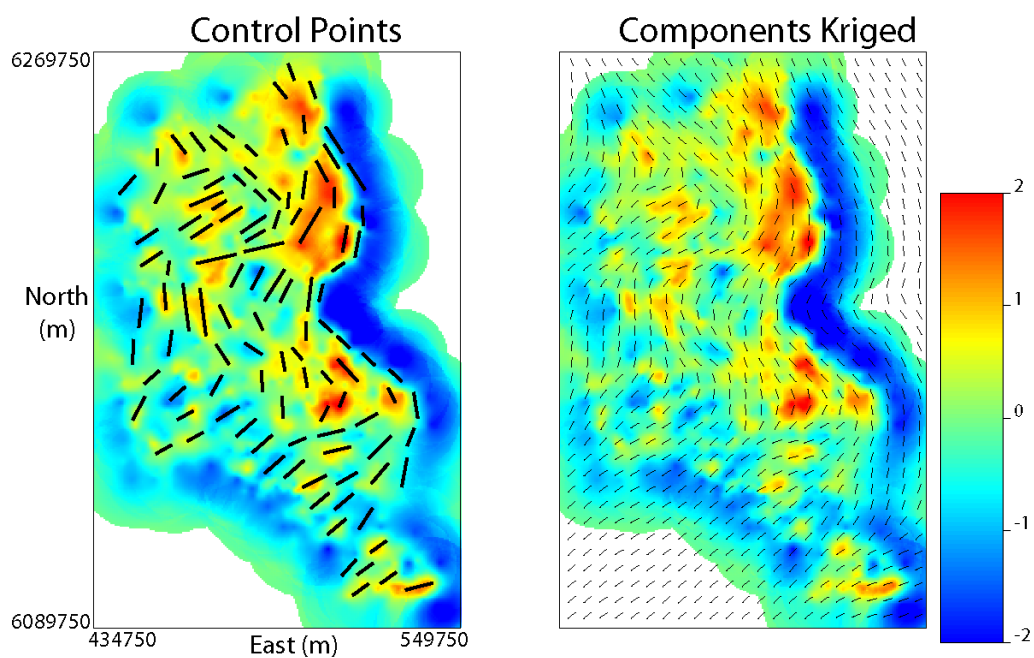 Control Points
Components Kriged
6269750
North
(m)
6089750
434750
East (m)
549750
2
1
0
-1
-2